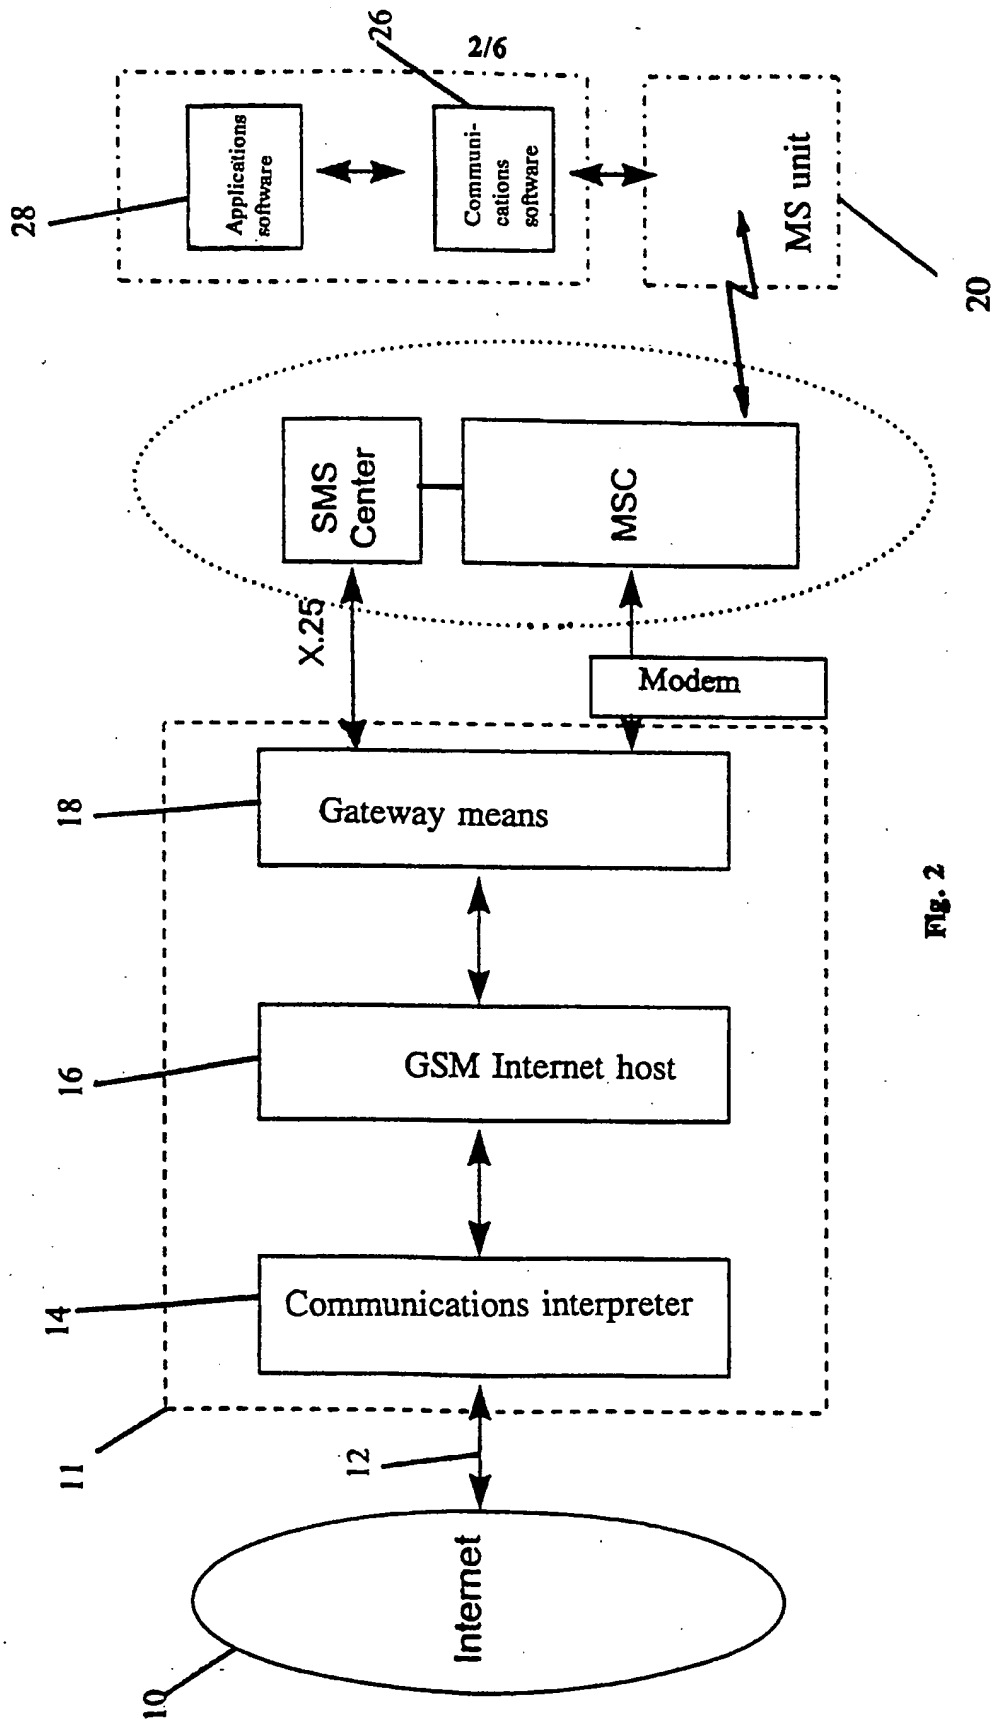 2/6
28
Applications
software
26
Communi-
cations
software
MS unit
20
SMS
Center
MSC
X.25
Modem
18
Gateway means
16
GSM Internet host
14
Communications interpreter
11
12
10
Internet
Fig. 2